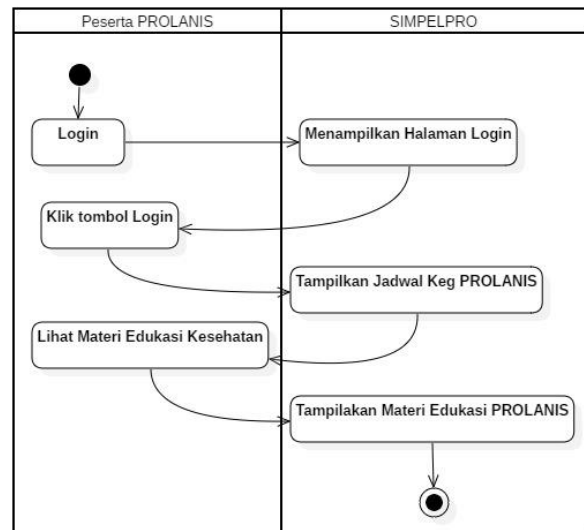 Peserta PROLANIS
SIMPELPRO
Login
Menampilkan Halaman Login
Klik tombol Login
Tampilkan Jadwal Keg PROLANIS
Lihat Materi Edukasi Kesehatan
Tampilakan Materi Edukasi PROLANIS